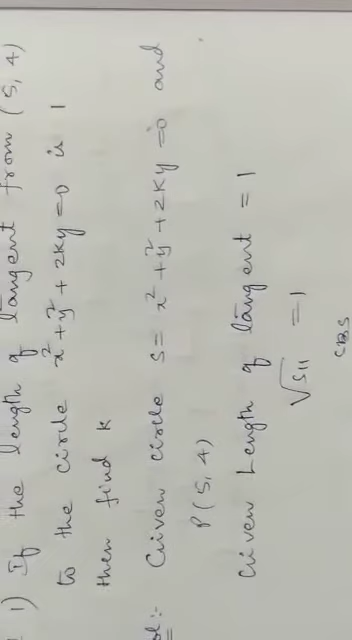 1) If the length of tangent from (5, 4)
to the circle x² + y² + 2ky = 0 is 1
then find k
Sol:- Given circle S = x² + y² + 2ky = 0 and
P(5, 4)
Given Length of tangent = 1
√S₁₁ = 1
SBS